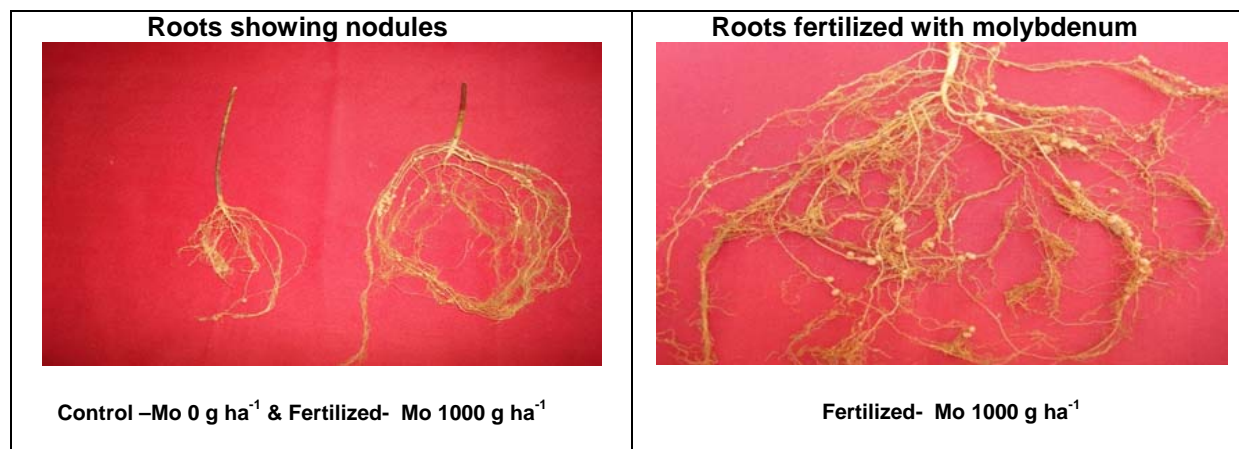 Roots showing nodules
Control –Mo 0 g ha⁻¹ & Fertilized- Mo 1000 g ha⁻¹
Roots fertilized with molybdenum
Fertilized- Mo 1000 g ha⁻¹